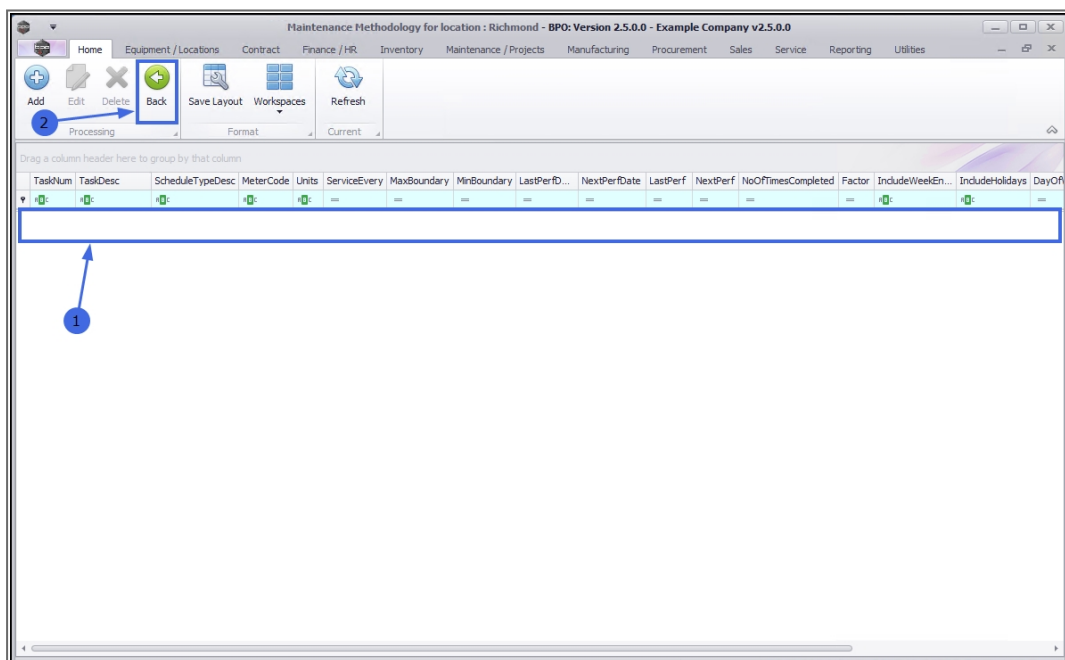 Maintenance Methodology for location : Richmond - BPO: Version 2.5.0.0 - Example Company v2.5.0.0
Home Equipment / Locations Contract Finance / HR Inventory Maintenance / Projects Manufacturing Procurement Sales Service Reporting Utilities
Add Edit Delete Back Save Layout Workspaces Refresh
2
Processing Format Current
Drag a column header here to group by that column
TaskNum TaskDesc ScheduleTypeDesc MeterCode Units ServiceEvery MaxBoundary MinBoundary LastPerfD... NextPerfDate LastPerf NextPerf NoOfTimesCompleted Factor IncludeWeekEn... IncludeHolidays DayOf
1